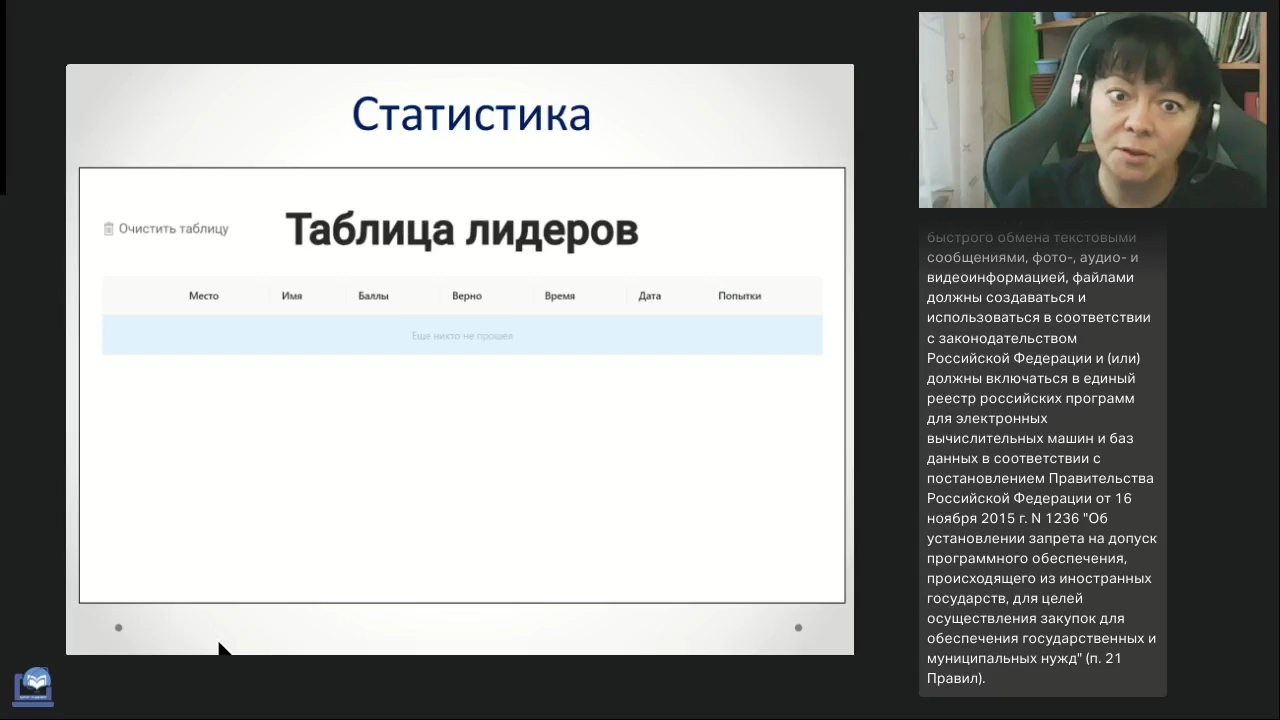 Статистика
Очистить таблицу
Таблица лидеров
Место Имя Баллы Верно Время Дата Попытки
Еще никто не прошел
быстрого обмена текстовыми
сообщениями, фото-, аудио- и
видеоинформацией, файлами
должны создаваться и
использоваться в соответствии
с законодательством
Российской Федерации и (или)
должны включаться в единый
реестр российских программ
для электронных
вычислительных машин и баз
данных в соответствии с
постановлением Правительства
Российской Федерации от 16
ноября 2015 г. N 1236 "Об
установлении запрета на допуск
программного обеспечения,
происходящего из иностранных
государств, для целей
осуществления закупок для
обеспечения государственных и
муниципальных нужд" (п. 21
Правил).